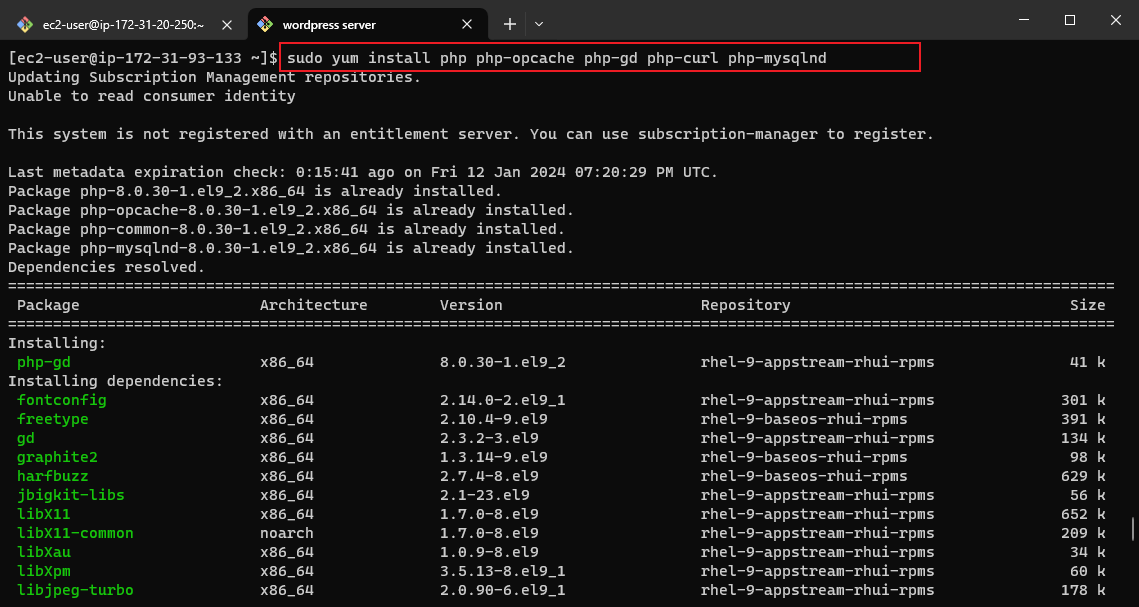 ec2-user@ip-172-31-20-250:~
wordpress server
[ec2-user@ip-172-31-93-133 ~]$ sudo yum install php php-opcache php-gd php-curl php-mysqlnd
Updating Subscription Management repositories.
Unable to read consumer identity
This system is not registered with an entitlement server. You can use subscription-manager to register.
Last metadata expiration check: 0:15:41 ago on Fri 12 Jan 2024 07:20:29 PM UTC.
Package php-8.0.30-1.el9_2.x86_64 is already installed.
Package php-opcache-8.0.30-1.el9_2.x86_64 is already installed.
Package php-common-8.0.30-1.el9_2.x86_64 is already installed.
Package php-mysqlnd-8.0.30-1.el9_2.x86_64 is already installed.
Dependencies resolved.
Package Architecture Version Repository Size
Installing:
php-gd x86_64 8.0.30-1.el9_2 rhel-9-appstream-rhui-rpms 41 k
Installing dependencies:
fontconfig x86_64 2.14.0-2.el9_1 rhel-9-appstream-rhui-rpms 301 k
freetype x86_64 2.10.4-9.el9 rhel-9-baseos-rhui-rpms 391 k
gd x86_64 2.3.2-3.el9 rhel-9-appstream-rhui-rpms 134 k
graphite2 x86_64 1.3.14-9.el9 rhel-9-baseos-rhui-rpms 98 k
harfbuzz x86_64 2.7.4-8.el9 rhel-9-baseos-rhui-rpms 629 k
jbigkit-libs x86_64 2.1-23.el9 rhel-9-appstream-rhui-rpms 56 k
libX11 x86_64 1.7.0-8.el9 rhel-9-appstream-rhui-rpms 652 k
libX11-common noarch 1.7.0-8.el9 rhel-9-appstream-rhui-rpms 209 k
libXau x86_64 1.0.9-8.el9 rhel-9-appstream-rhui-rpms 34 k
libXpm x86_64 3.5.13-8.el9_1 rhel-9-appstream-rhui-rpms 60 k
libjpeg-turbo x86_64 2.0.90-6.el9_1 rhel-9-appstream-rhui-rpms 178 k